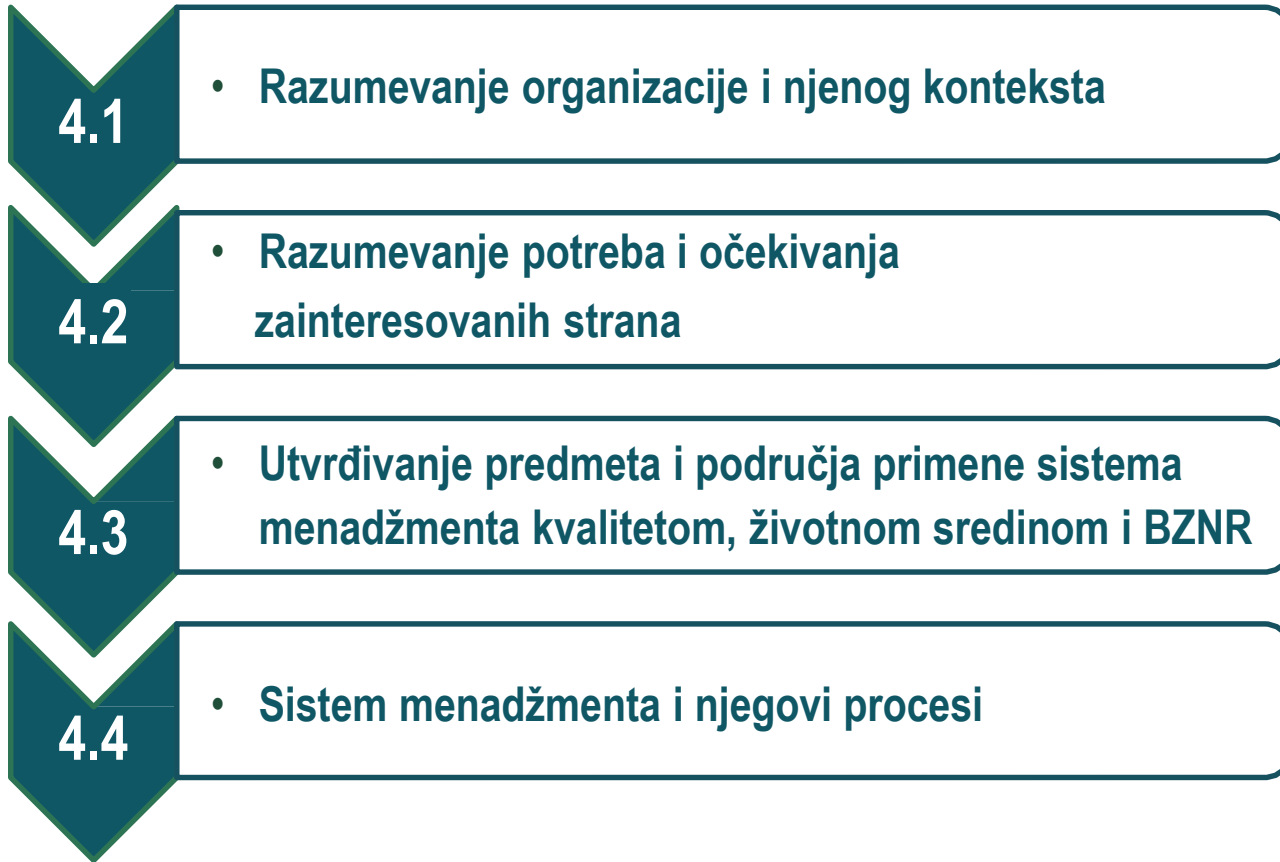 4.1
• Razumevanje organizacije i njenog konteksta
4.2
• Razumevanje potreba i očekivanja
zainteresovanih strana
4.3
• Utvrđivanje predmeta i područja primene sistema
menadžmenta kvalitetom, životnom sredinom i BZNR
4.4
• Sistem menadžmenta i njegovi procesi